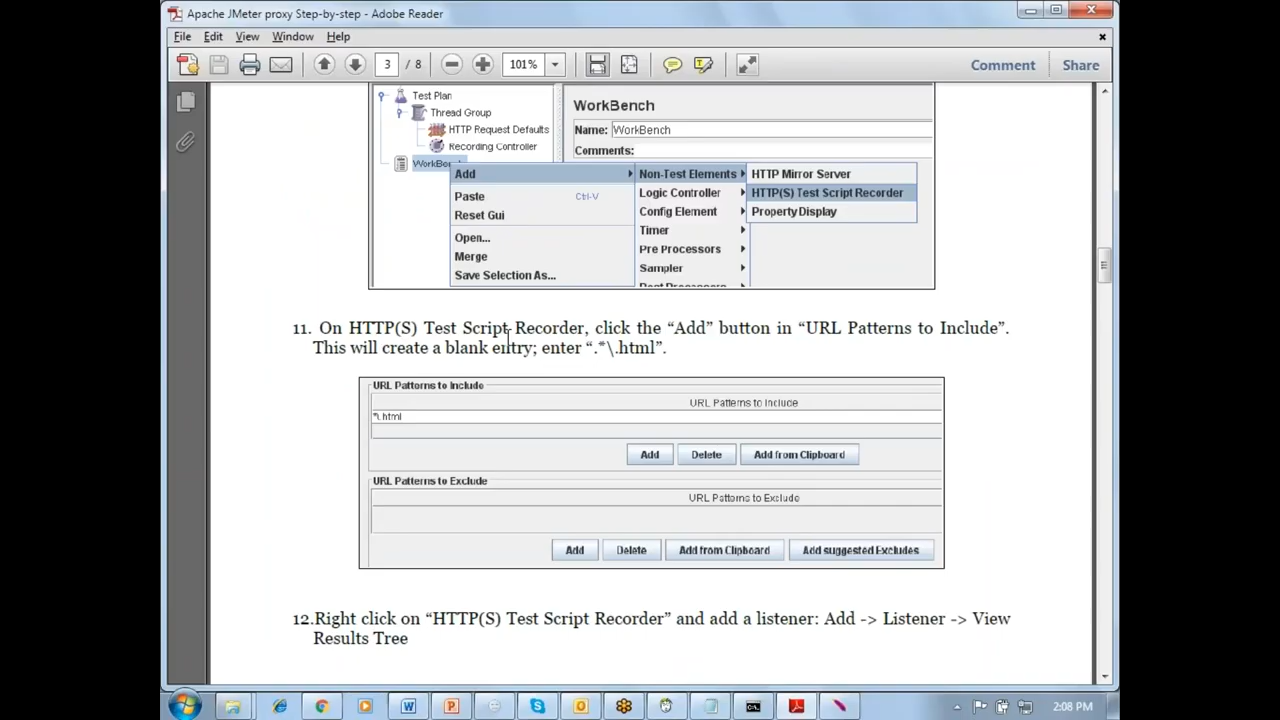 Apache JMeter proxy Step-by-step - Adobe Reader
File Edit View Window Help
3 / 8 101% Comment Share
Test Plan
Thread Group
HTTP Request Defaults
Recording Controller
WorkBench
WorkBench
Name: WorkBench
Comments:
Add
Paste Ctrl-V
Reset Gui
Open...
Merge
Save Selection As...
Non-Test Elements
Logic Controller
Config Element
Timer
Pre Processors
Sampler
Post Processors
HTTP Mirror Server
HTTP(S) Test Script Recorder
Property Display
11. On HTTP(S) Test Script Recorder, click the “Add” button in “URL Patterns to Include”.
This will create a blank entry; enter “.*\.html”.
URL Patterns to Include
URL Patterns to Include
.*\.html
Add Delete Add from Clipboard
URL Patterns to Exclude
URL Patterns to Exclude
Add Delete Add from Clipboard Add suggested Excludes
12.Right click on “HTTP(S) Test Script Recorder” and add a listener: Add -> Listener -> View
Results Tree
2:08 PM